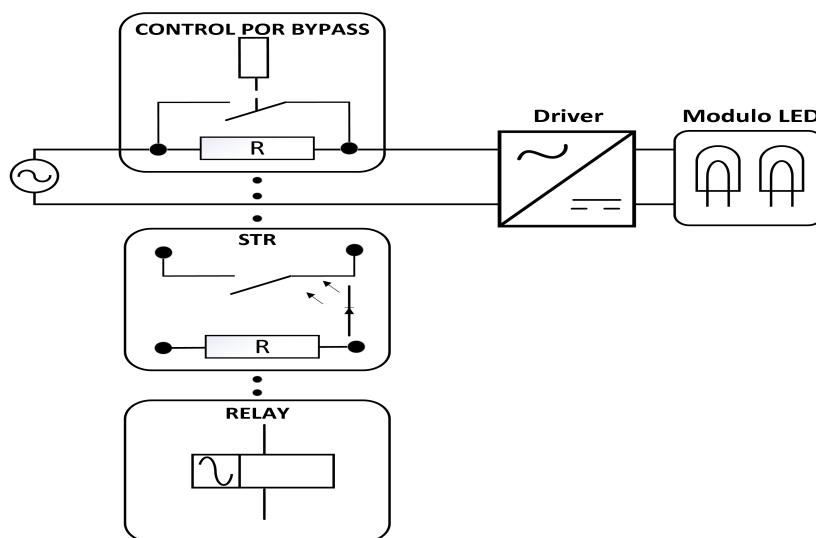 CONTROL POR BYPASS
R
Driver
Modulo LED
STR
R
RELAY